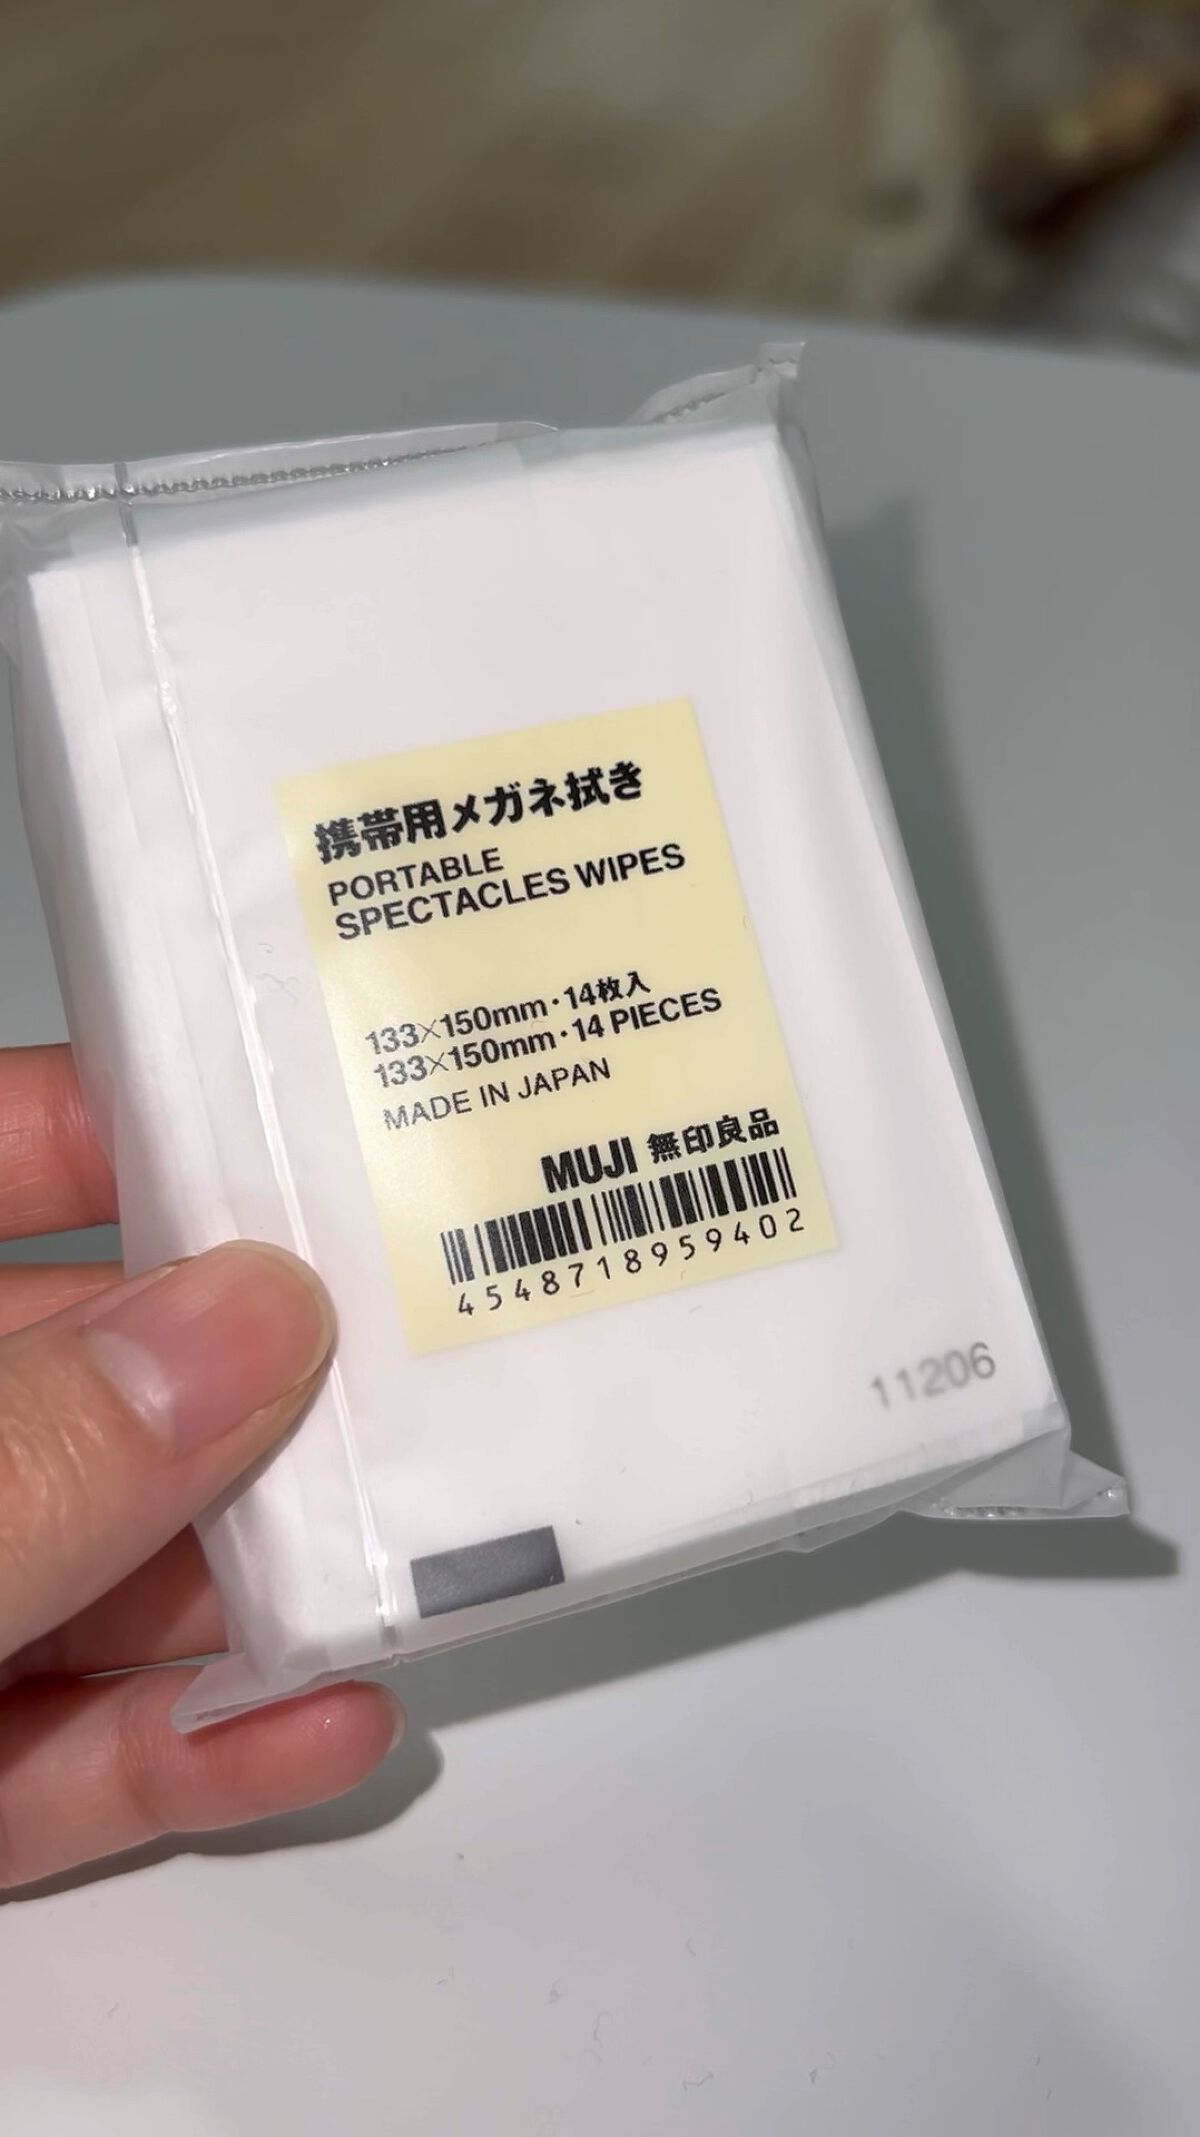 携帯用メガネ拭き
PORTABLE
SPECTACLES WIPES
133×150mm・14枚入
133×150mm・14 PIECES
MADE IN JAPAN
MUJI 無印良品
4548718959402
11206